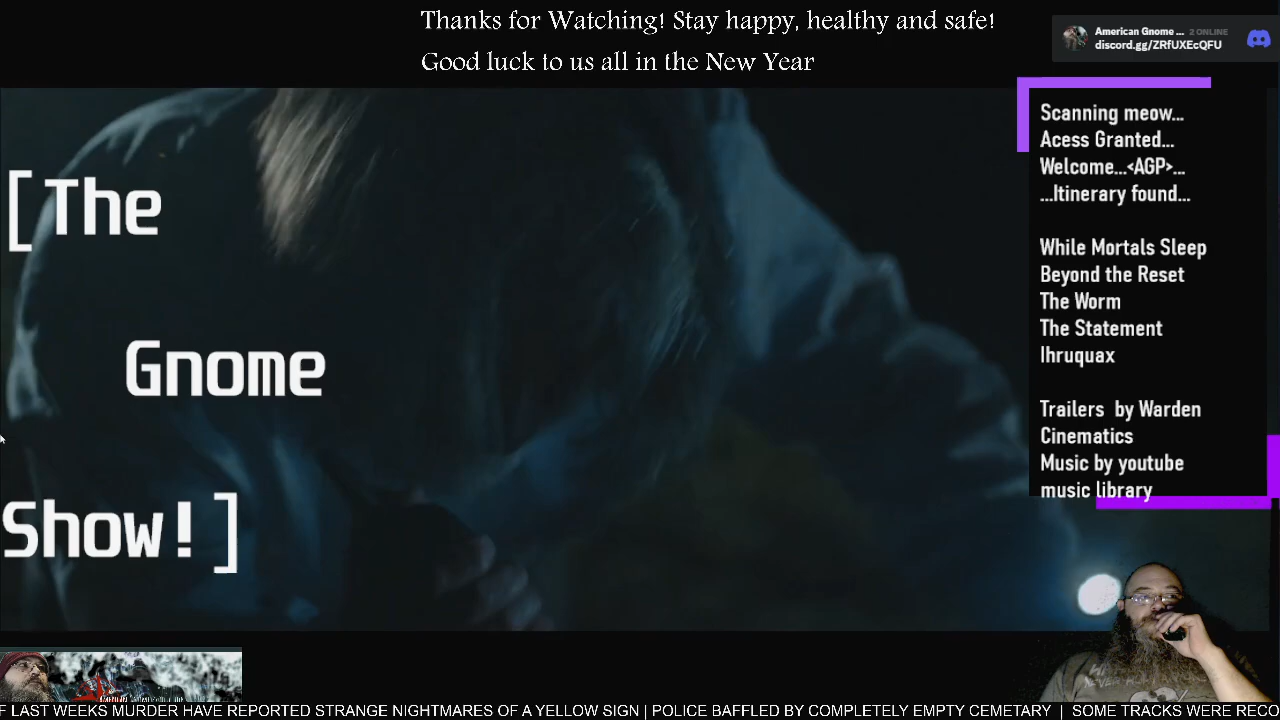 Thanks for Watching! Stay happy, healthy and safe!
Good luck to us all in the New Year
American Gnome ... 2 ONLINE
discord.gg/ZRfUXEcQFU
[The
Gnome
Show!]
Scanning meow...
Acess Granted...
Welcome...<AGP>...
...Itinerary found...
While Mortals Sleep
Beyond the Reset
The Worm
The Statement
Ihruquax
Trailers by Warden
Cinematics
Music by youtube
music library
F LAST WEEKS MURDER HAVE REPORTED STRANGE NIGHTMARES OF A YELLOW SIGN | POLICE BAFFLED BY COMPLETELY EMPTY CEMETARY | SOME TRACKS WERE RECO